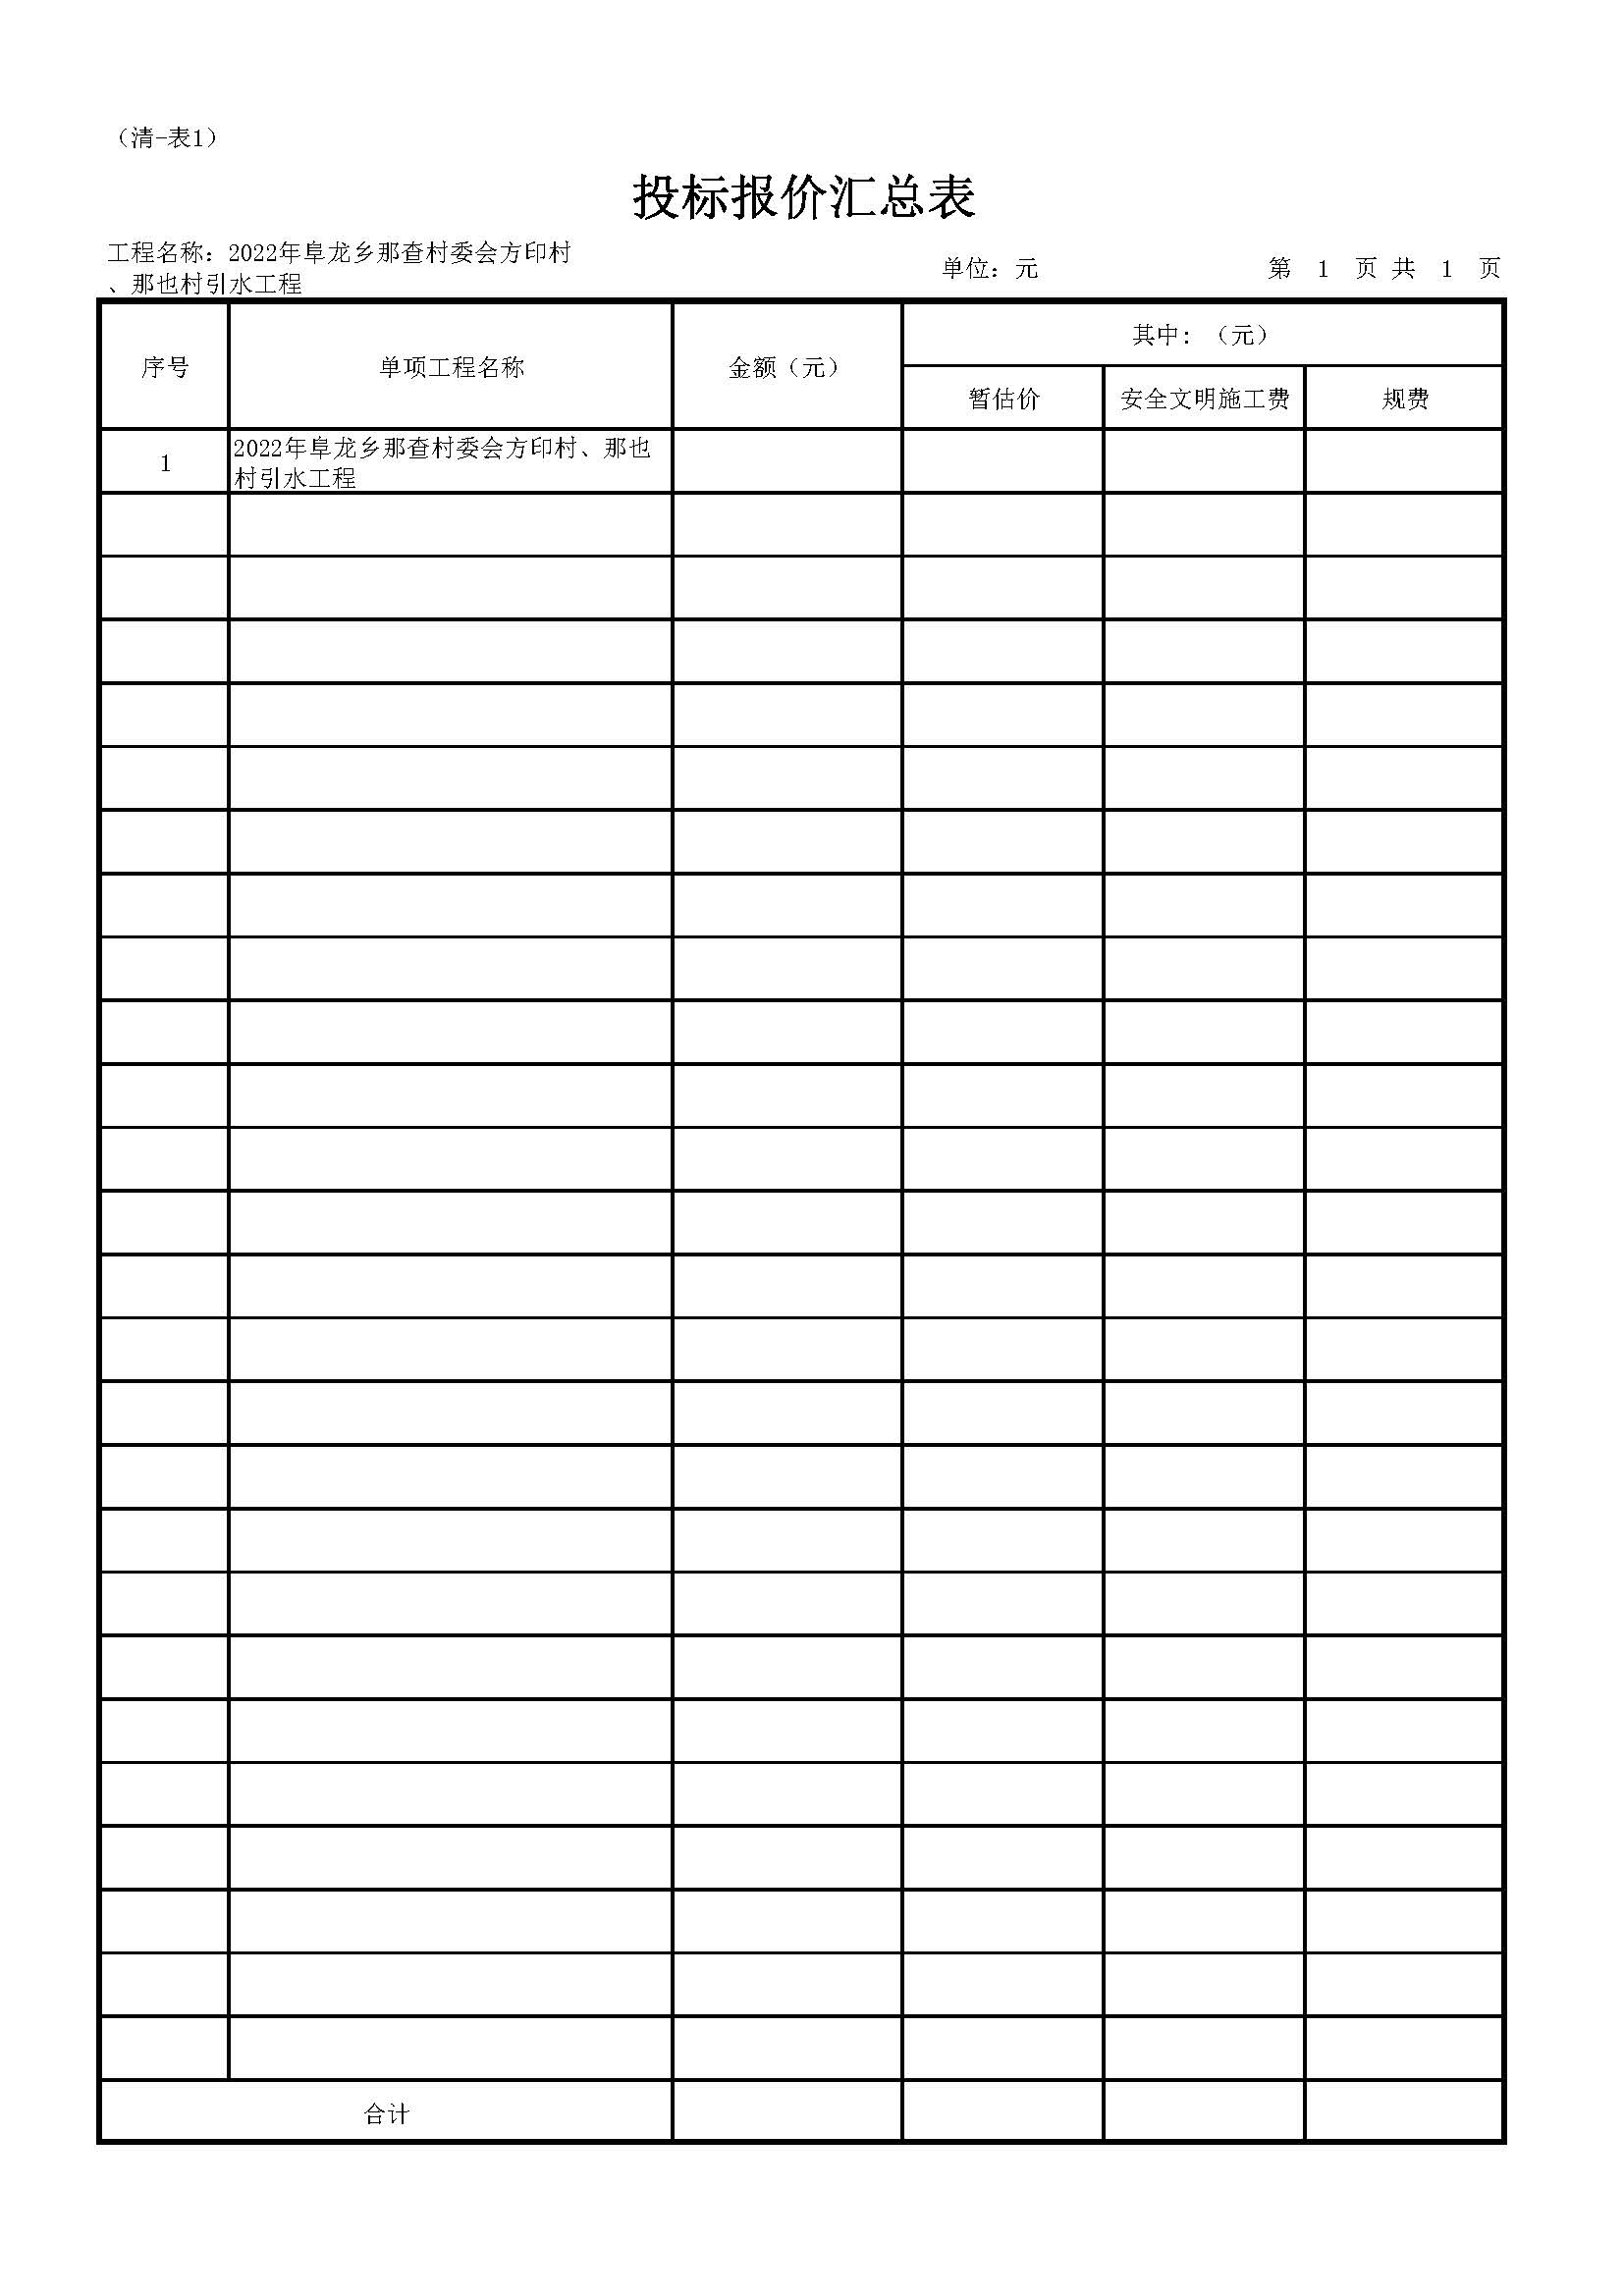 （清-表1）
投标报价汇总表
工程名称：2022年阜龙乡那查村委会方印村
、那也村引水工程
单位：元
第 1 页 共 1 页
序号
单项工程名称
金额（元）
其中：（元）
暂估价
安全文明施工费
规费
1
2022年阜龙乡那查村委会方印村、那也
村引水工程
合计